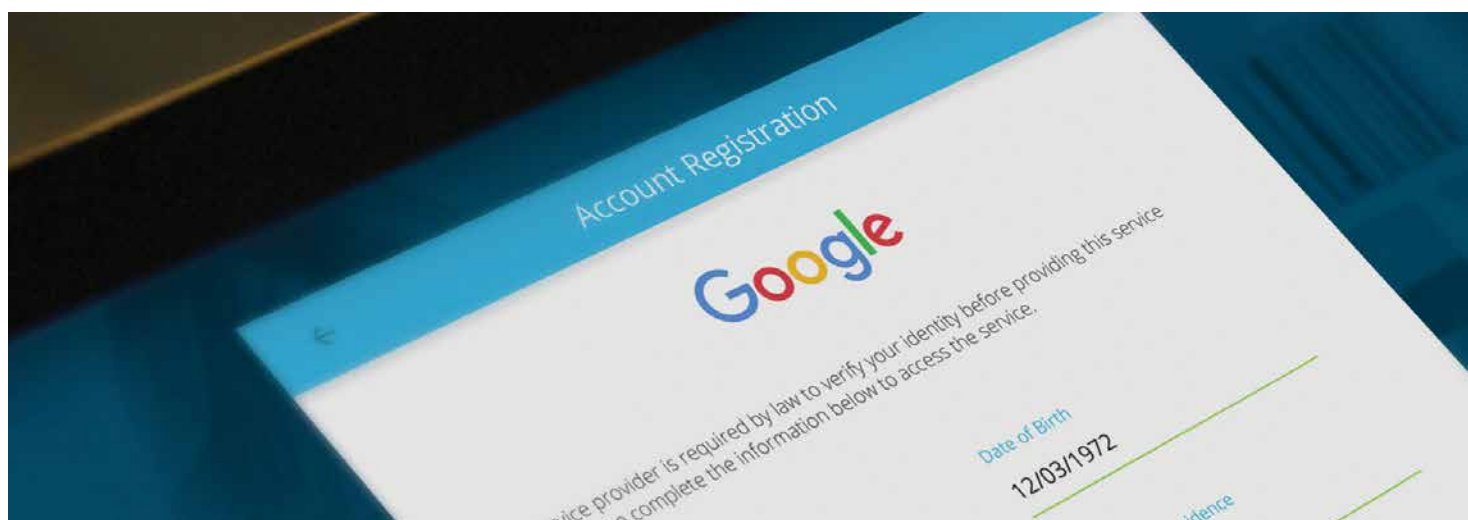 Account Registration
Google
vice provider is required by law to verify your identity before providing this service
o complete the information below to access the service.
Date of Birth
12/03/1972
idence